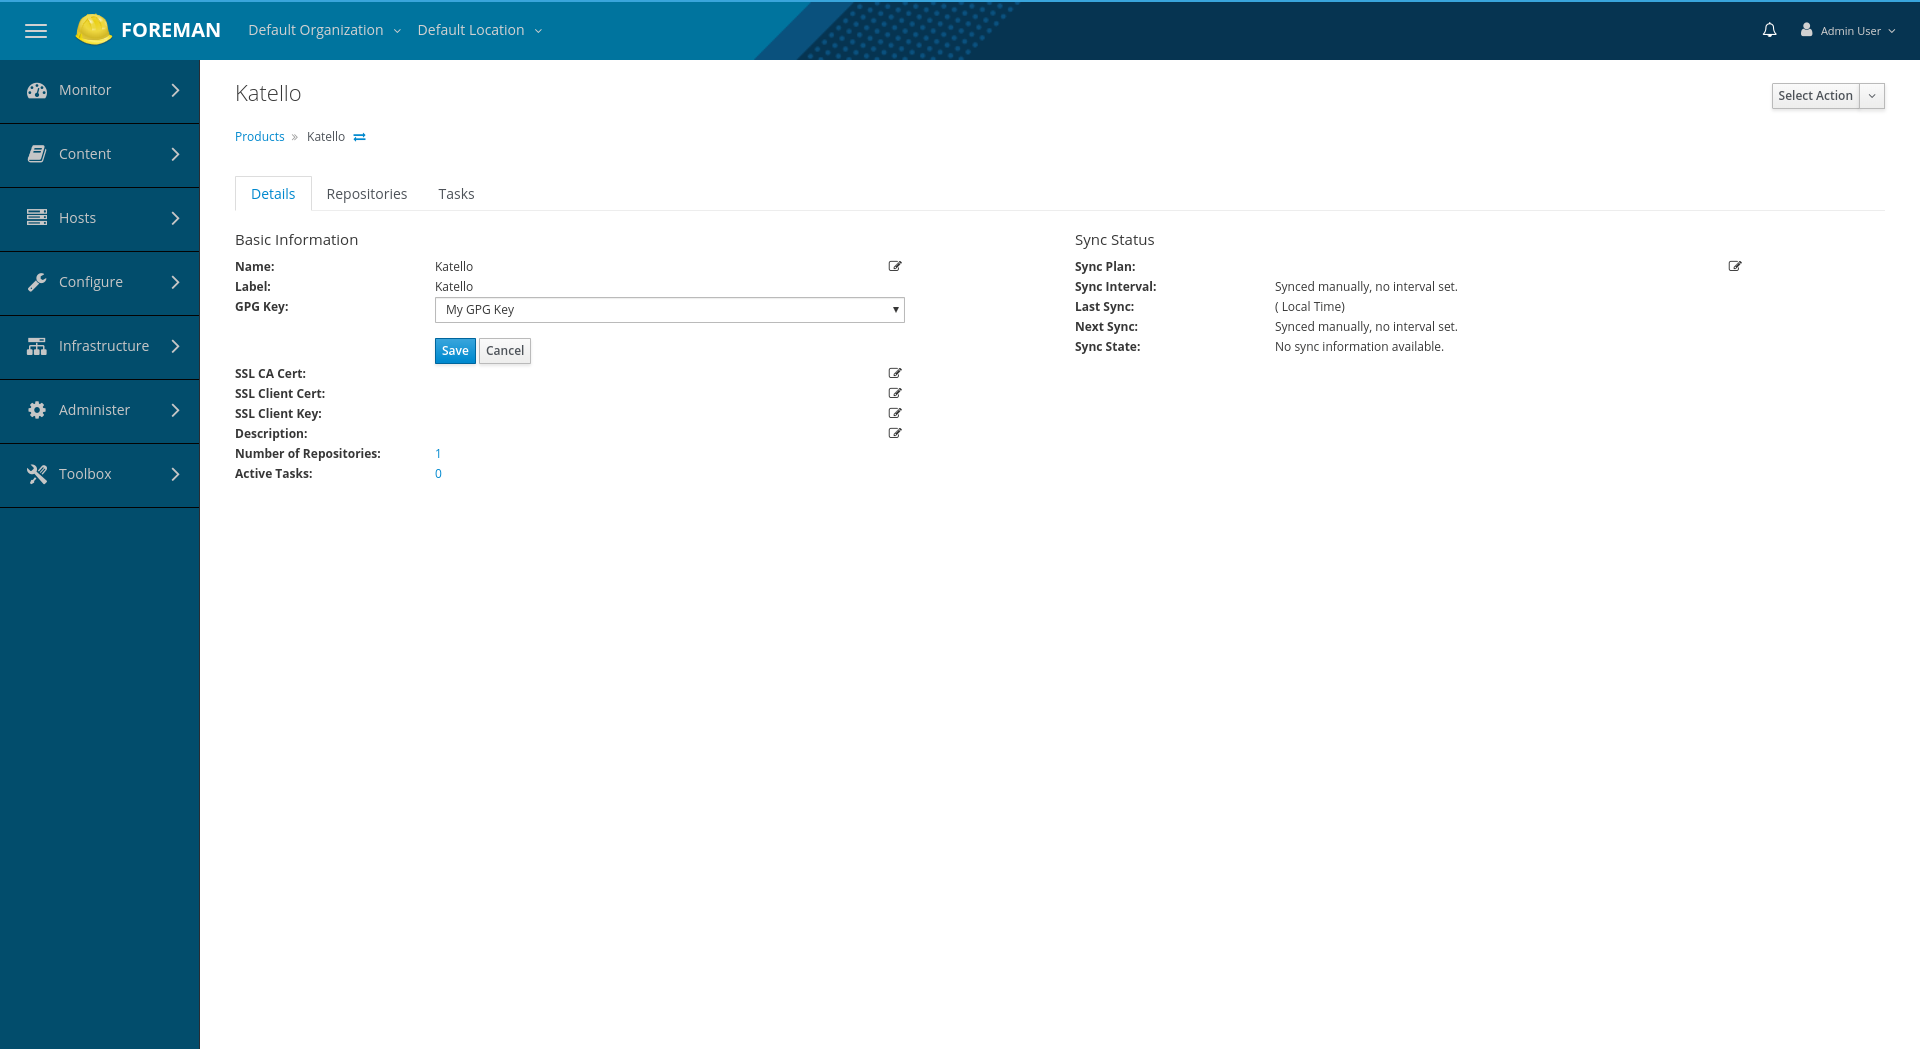 FOREMAN Default Organization Default Location Admin User
Monitor
Content
Hosts
Configure
Infrastructure
Administer
Toolbox
Katello
Select Action
Products » Katello
Details Repositories Tasks
Basic Information
Name: Katello
Label: Katello
GPG Key: My GPG Key
Save Cancel
SSL CA Cert:
SSL Client Cert:
SSL Client Key:
Description:
Number of Repositories: 1
Active Tasks: 0
Sync Status
Sync Plan:
Sync Interval: Synced manually, no interval set.
Last Sync: ( Local Time)
Next Sync: Synced manually, no interval set.
Sync State: No sync information available.